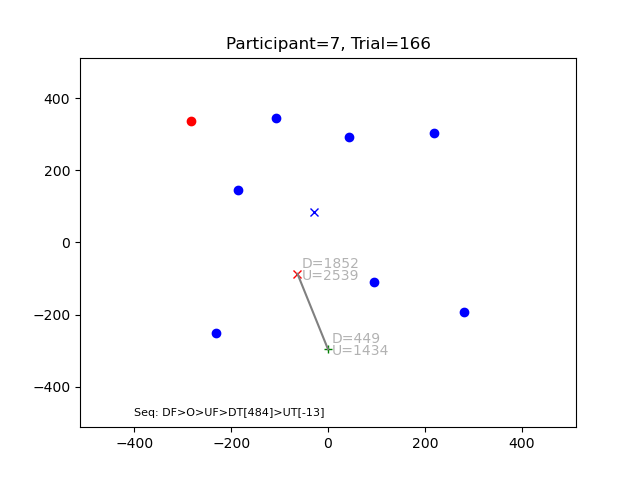 Participant=7, Trial=166
400
200
0
−200
−400
D=1852
U=2539
D=449
U=1434
Seq: DF>O>UF>DT[484]>UT[-13]
−400
−200
0
200
400